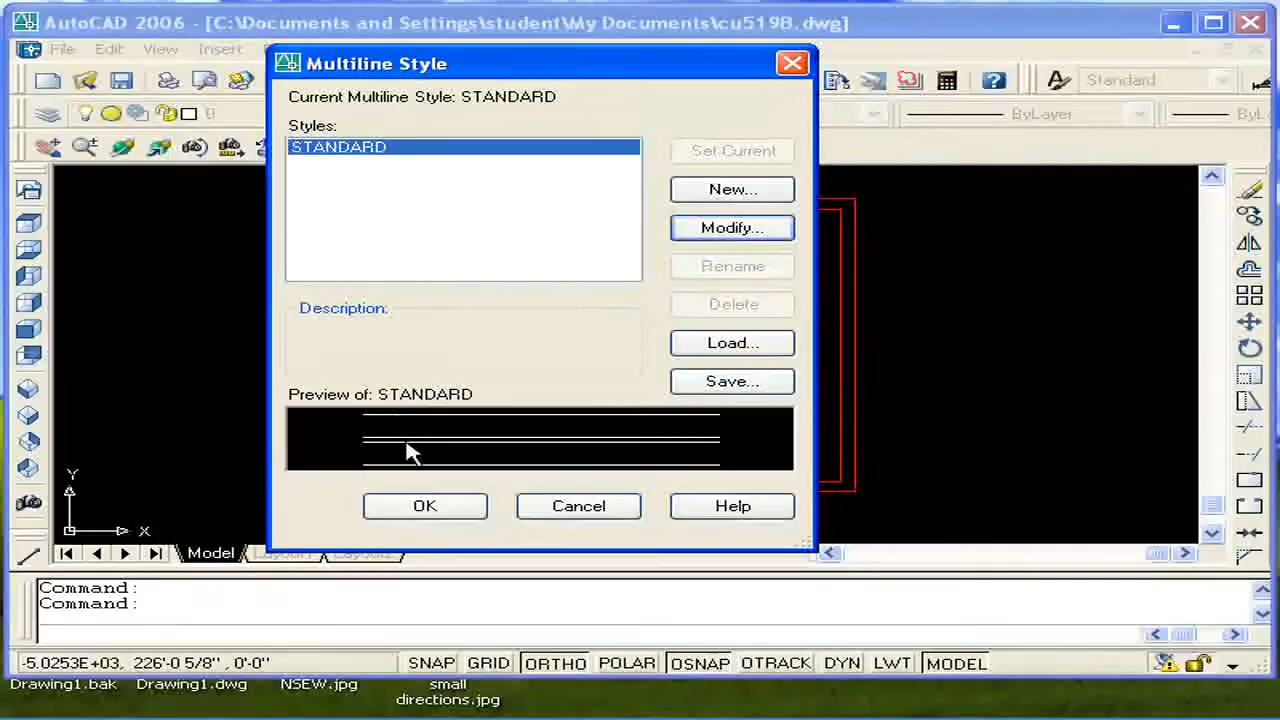 AutoCAD 2006 - [C:\Documents and Settings\student\My Documents\cu519B.dwg]
File Edit View Insert
Multiline Style
Current Multiline Style: STANDARD
Styles:
STANDARD
Set Current
New...
Modify...
Rename
Delete
Load...
Save...
Description:
Preview of: STANDARD
OK Cancel Help
Standard
0
ByLayer
ByL
Y
X
Model
Command:
Command:
-5.0253E+03, 226'-0 5/8" , 0'-0"
SNAP GRID ORTHO POLAR OSNAP OTRACK DYN LWT MODEL
Drawing1.bak Drawing1.dwg NSEW.jpg small
directions.jpg